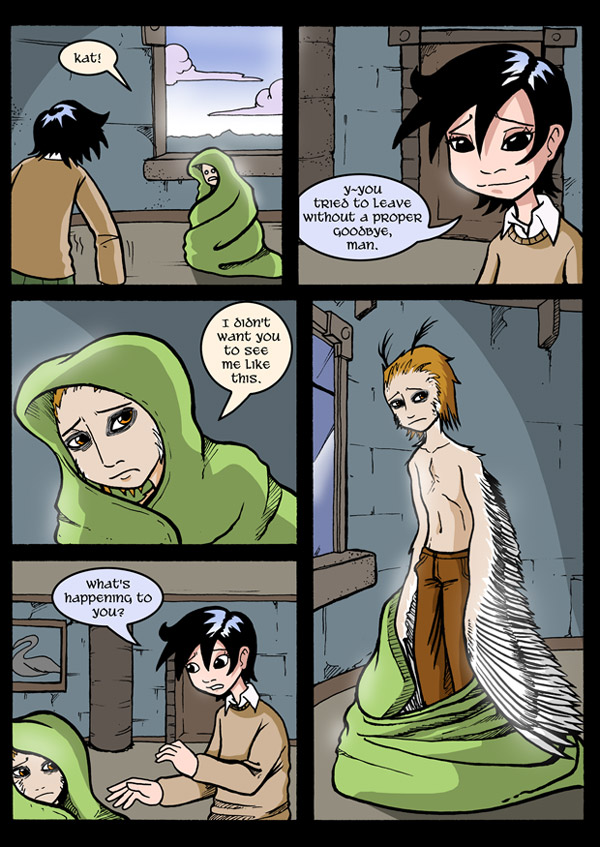 Kat!
Y~You
tried to leave
without a proper
goodbye,
man.
I didn't
want you
to see
me like
this.
What's
happening to
you?